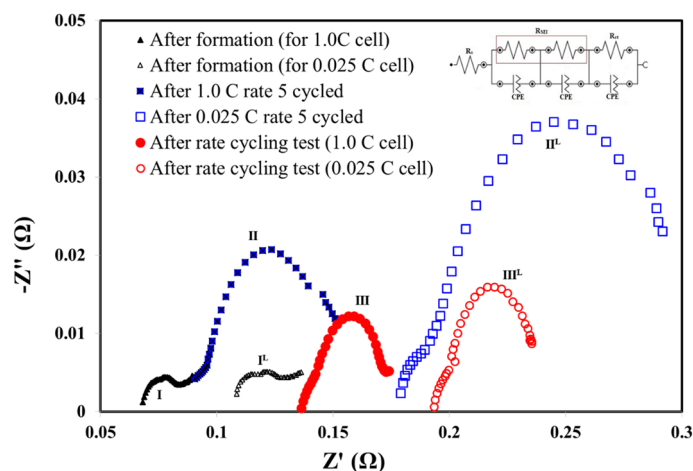 After formation (for 1.0C cell)
After formation (for 0.025 C cell)
After 1.0 C rate 5 cycled
After 0.025 C rate 5 cycled
After rate cycling test (1.0 C cell)
After rate cycling test (0.025 C cell)
RSEI
Rct
Rs
CPE CPE CPE
0.05
0.04
0.03
0.02
0.01
0
-Z" (Ω)
I
II
III
I^L
II^L
III^L
0.05 0.1 0.15 0.2 0.25 0.3
Z' (Ω)